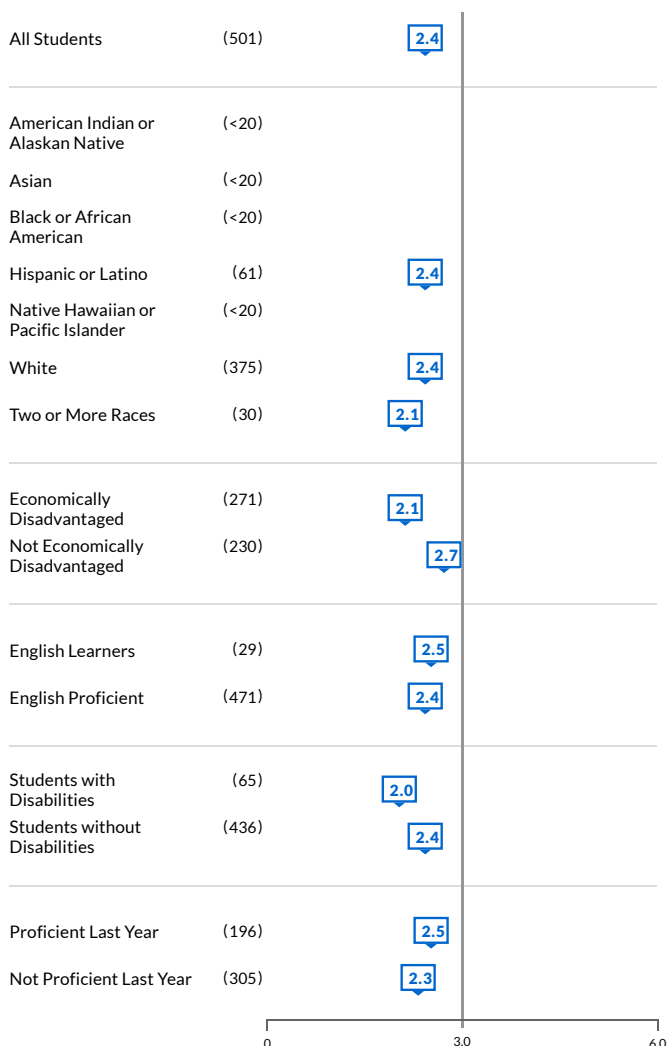 All Students (501) 2.4
American Indian or (<20)
Alaskan Native
Asian (<20)
Black or African (<20)
American
Hispanic or Latino (61) 2.4
Native Hawaiian or (<20)
Pacific Islander
White (375) 2.4
Two or More Races (30) 2.1
Economically (271) 2.1
Disadvantaged
Not Economically (230) 2.7
Disadvantaged
English Learners (29) 2.5
English Proficient (471) 2.4
Students with (65) 2.0
Disabilities
Students without (436) 2.4
Disabilities
Proficient Last Year (196) 2.5
Not Proficient Last Year (305) 2.3
0 3.0 6.0